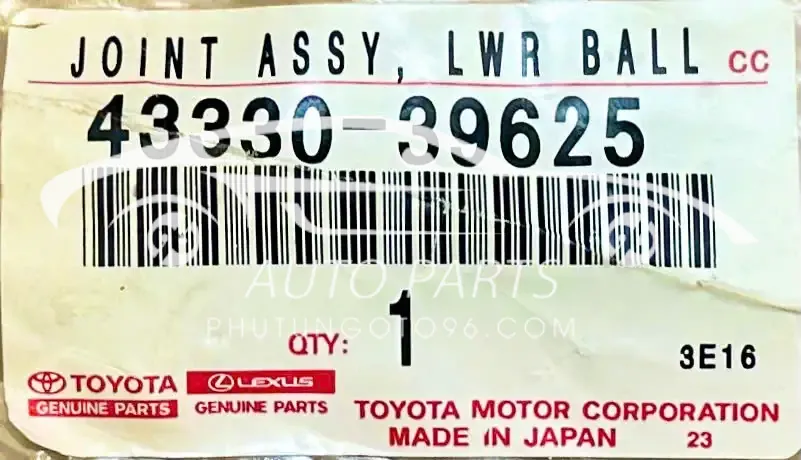 JOINT ASSY, LWR BALL CC
43330-39625
AUTO PARTS
PHUTUNGOTO96.COM
QTY: 1
3E16
TOYOTA LEXUS
GENUINE PARTS GENUINE PARTS
TOYOTA MOTOR CORPORATION
MADE IN JAPAN 23